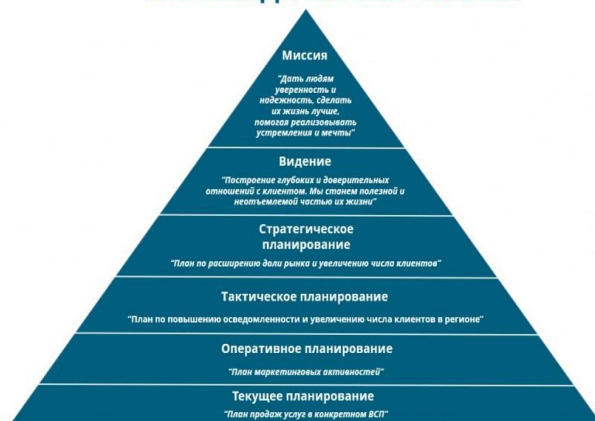 Миссия
"Дать людям
уверенность и
надежность, сделать
их жизнь лучше,
помогая реализовывать
устремления и мечты"
Видение
"Построение глубоких и доверительных
отношений с клиентом. Мы станем полезной и
неотъемлемой частью их жизни"
Стратегическое
планирование
"План по расширению доли рынка и увеличению числа клиентов"
Тактическое планирование
"План по повышению осведомленности и увеличению числа клиентов в регионе"
Оперативное планирование
"План маркетинговых активностей"
Текущее планирование
"План продаж услуг в конкретном ВСП"